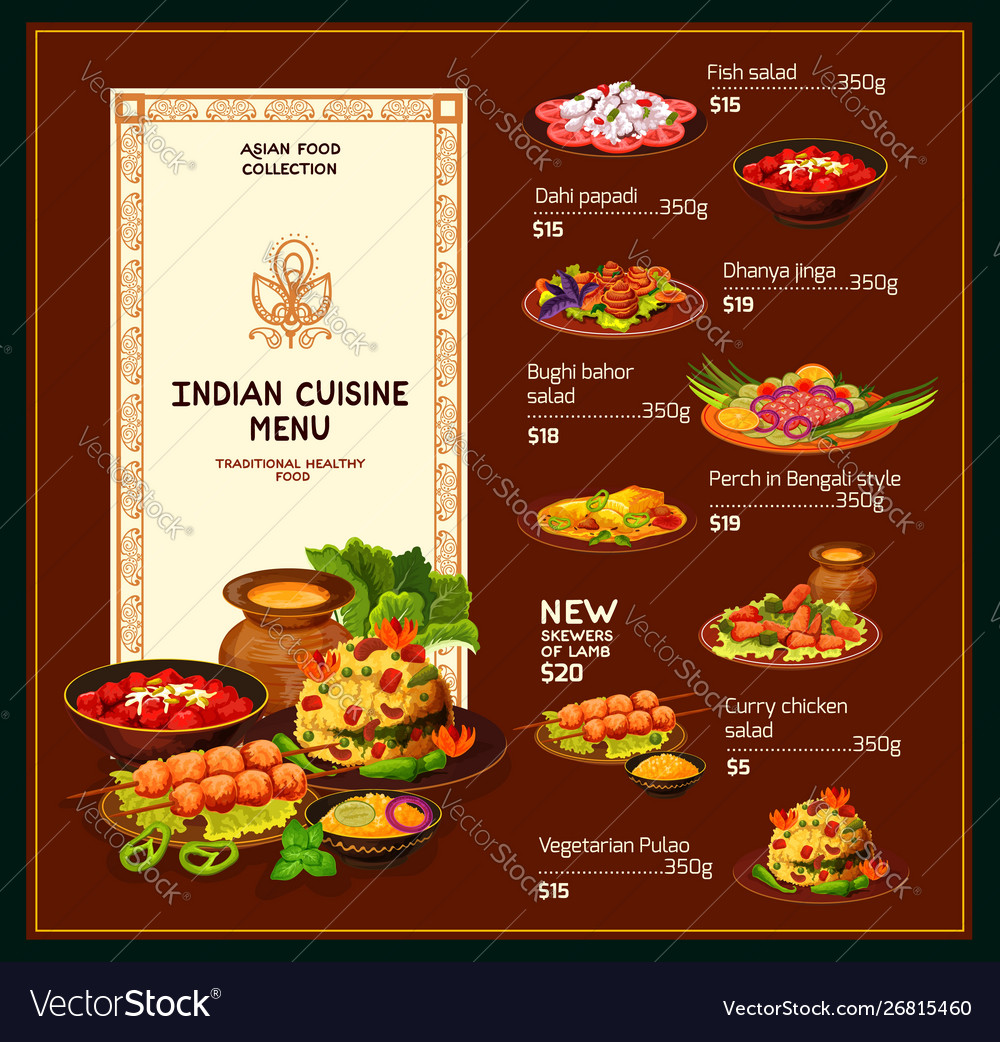 ASIAN FOOD
COLLECTION
INDIAN CUISINE
MENU
TRADITIONAL HEALTHY
FOOD
Fish salad
350g
$15
Dahi papadi
..................350g
$15
Dhanya jinga
..................350g
$19
Bughi bahor
salad
..................350g
$18
Perch in Bengali style
..................350g
$19
NEW
SKEWERS
OF LAMB
$20
Curry chicken
salad
..................350g
$5
Vegetarian Pulao
..................350g
$15
VectorStock®
VectorStock.com/26815460